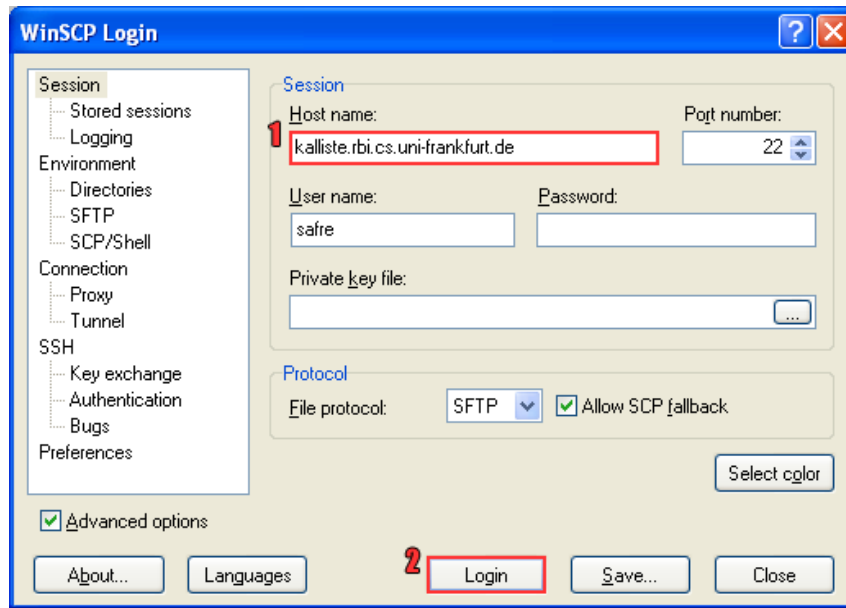 WinSCP Login
Session
Stored sessions
Logging
Environment
Directories
SFTP
SCP/Shell
Connection
Proxy
Tunnel
SSH
Key exchange
Authentication
Bugs
Preferences
Advanced options
Session
Host name:
Port number:
1
kalliste.rbi.cs.uni-frankfurt.de
22
User name:
Password:
safre
Private key file:
...
Protocol
File protocol:
SFTP
Allow SCP fallback
Select color
About...
Languages
2
Login
Save...
Close